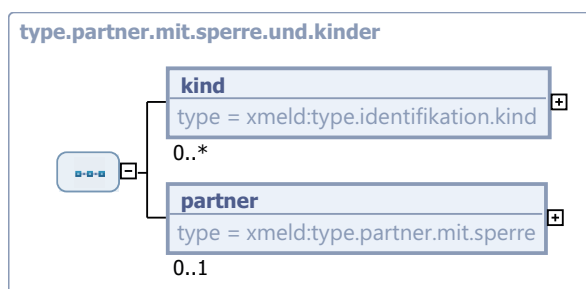 type.partner.mit.sperre.und.kinder
kind
type = xmeld:type.identifikation.kind
0..*
partner
type = xmeld:type.partner.mit.sperre
0..1